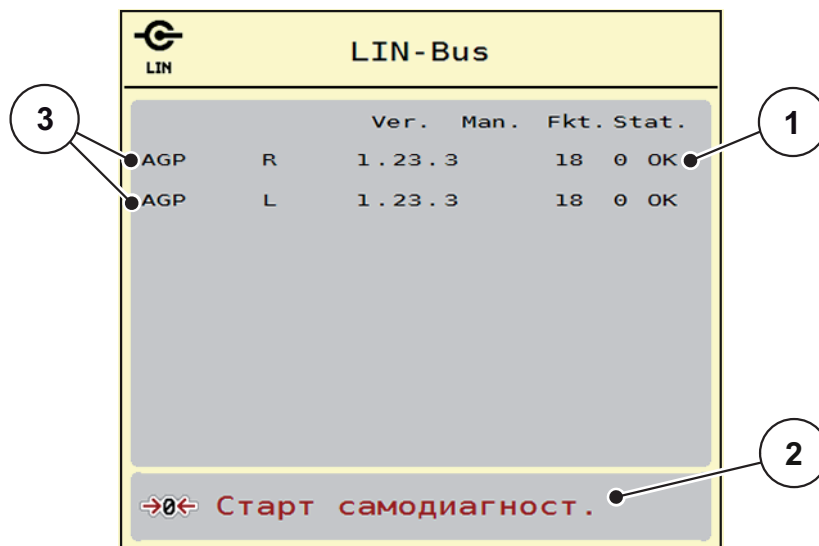 LIN
LIN-Bus
Ver. Man. Fkt. Stat.
AGP R 1.23.3 18 0 OK
AGP L 1.23.3 18 0 OK
→0← Старт самодиагност.
3
1
2